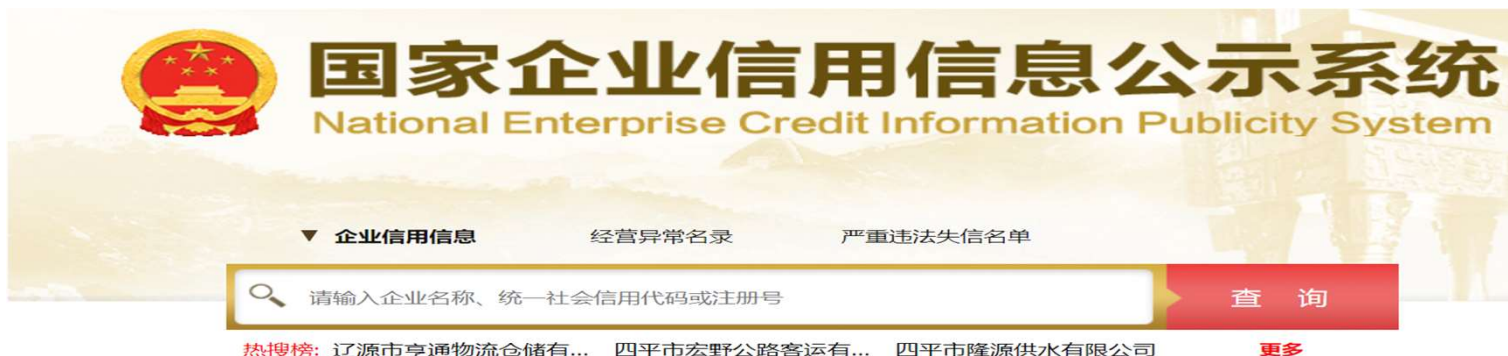 国家企业信用信息公示系统
National Enterprise Credit Information Publicity System
▼ 企业信用信息 经营异常名录 严重违法失信名单
请输入企业名称、统一社会信用代码或注册号 查询
热搜榜: 辽源市亨通物流仓储有... 四平市宏野公路客运有... 四平市隆源供水有限公司 更多